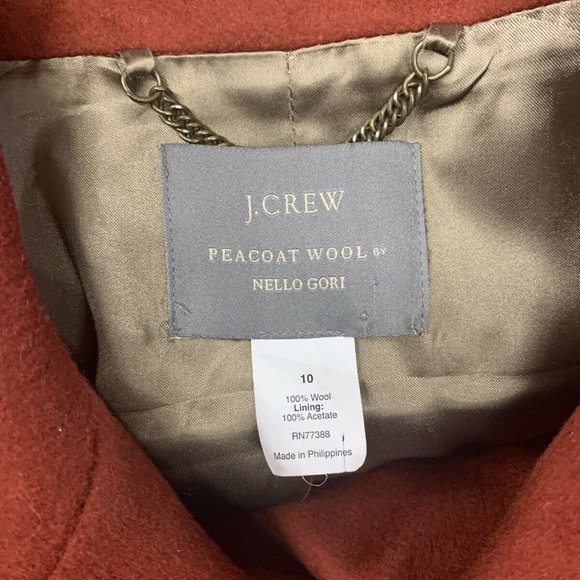 J.CREW
PEACOAT WOOL BY
NELLO GORI
10
100% Wool
Lining:
100% Acetate
RN77388
Made in Philippines